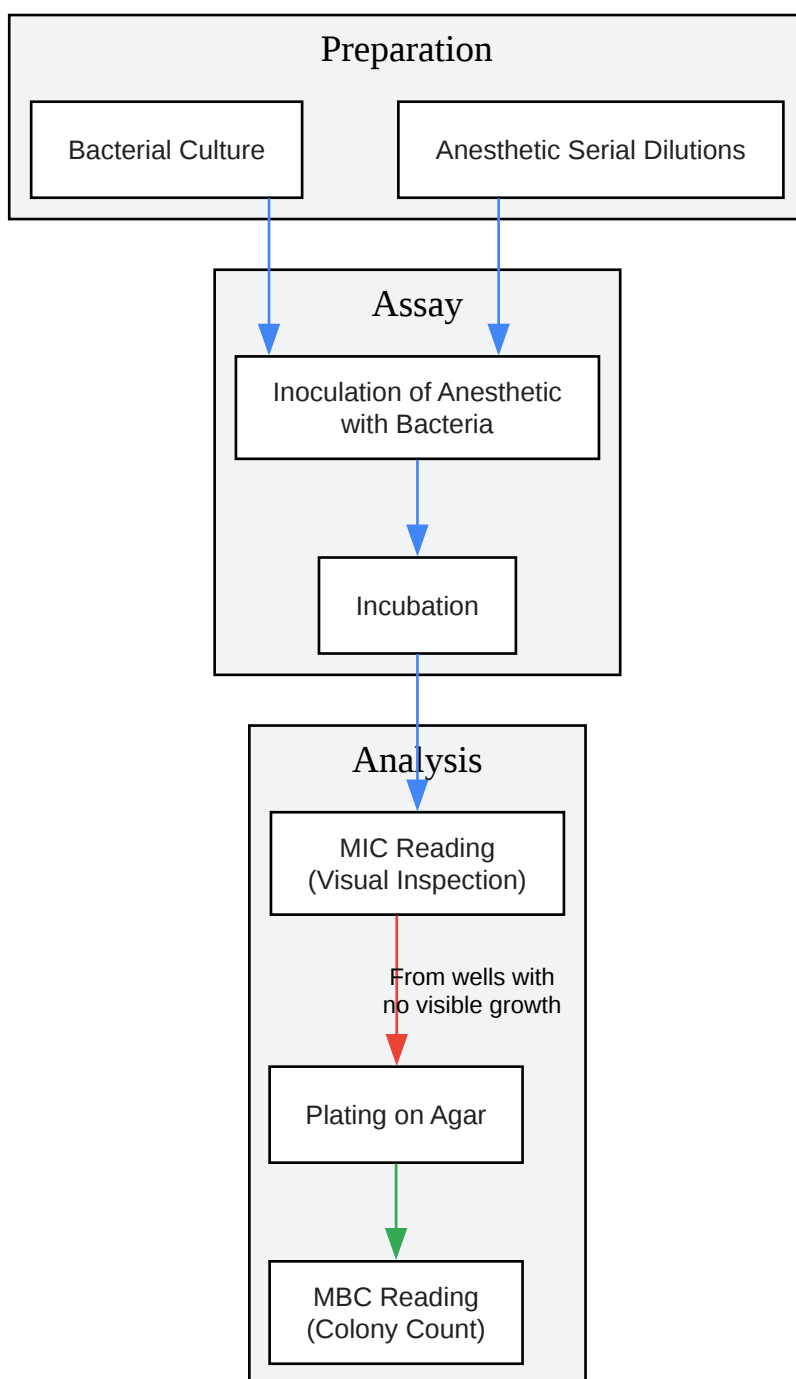 Preparation
Bacterial Culture
Anesthetic Serial Dilutions
Assay
Inoculation of Anesthetic
with Bacteria
Incubation
Analysis
MIC Reading
(Visual Inspection)
From wells with
no visible growth
Plating on Agar
MBC Reading
(Colony Count)